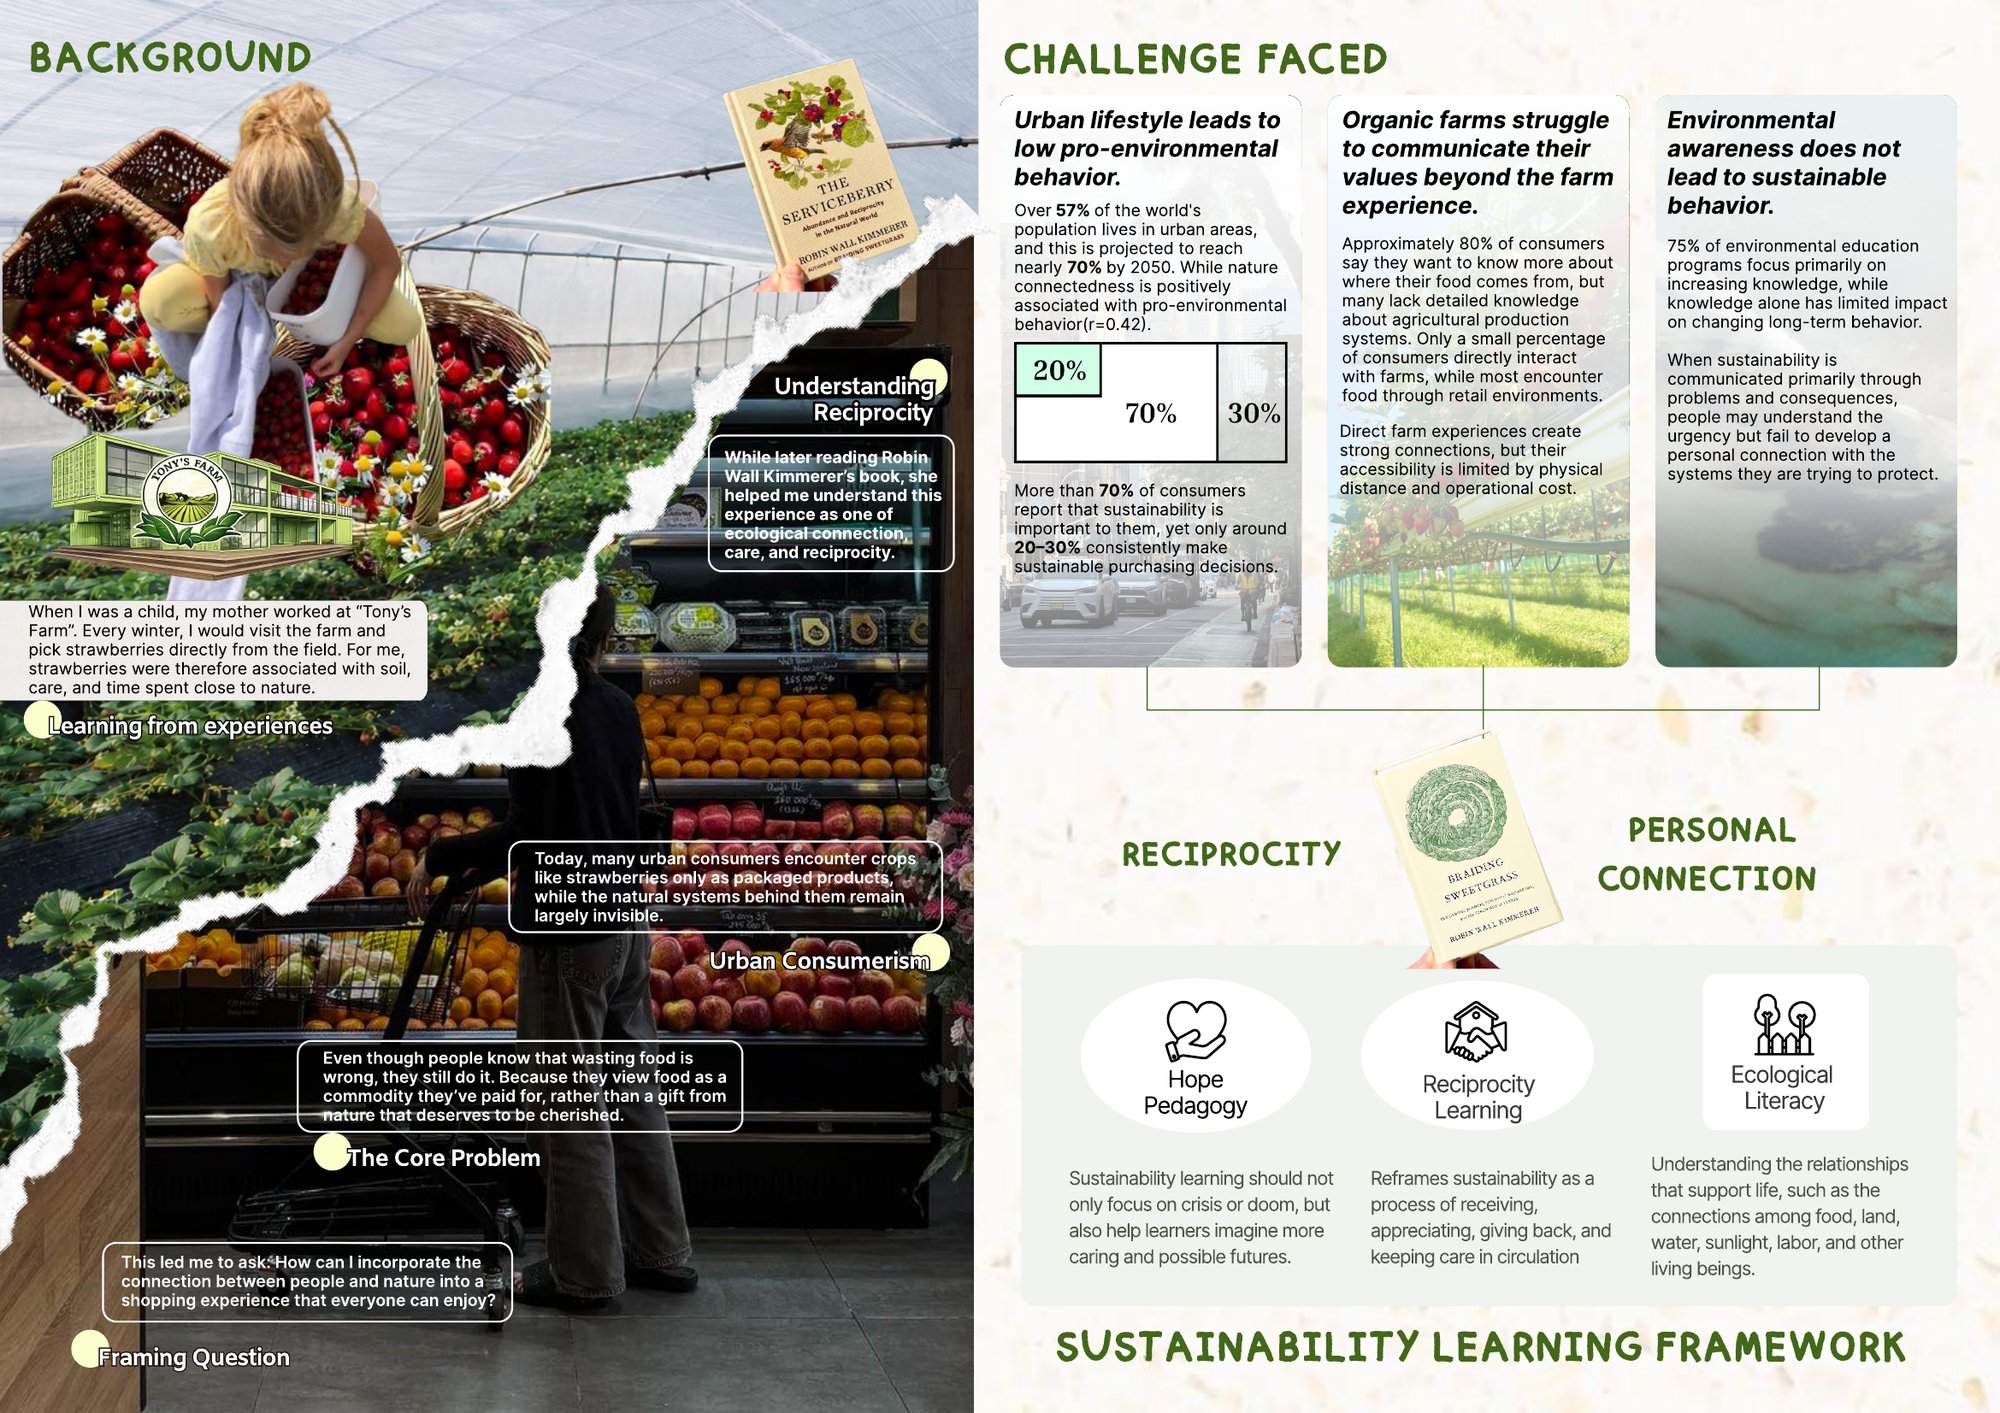 BACKGROUND
THE
SERVICEBERRY
Abundance and Reciprocity
in the Natural World
ROBIN WALL KIMMERER
AUTHOR OF BRAIDING SWEETGRASS
TONY'S FARM
Understanding
Reciprocity
While later reading Robin
Wall Kimmerer's book, she
helped me understand this
experience as one of
ecological connection,
care, and reciprocity.
When I was a child, my mother worked at "Tony's
Farm". Every winter, I would visit the farm and
pick strawberries directly from the field. For me,
strawberries were therefore associated with soil,
care, and time spent close to nature.
Learning from experiences
Today, many urban consumers encounter crops
like strawberries only as packaged products,
while the natural systems behind them remain
largely invisible.
Urban Consumerism
Even though people know that wasting food is
wrong, they still do it. Because they view food as a
commodity they've paid for, rather than a gift from
nature that deserves to be cherished.
The Core Problem
This led me to ask: How can I incorporate the
connection between people and nature into a
shopping experience that everyone can enjoy?
Framing Question
CHALLENGE FACED
Urban lifestyle leads to
low pro-environmental
behavior.
Over 57% of the world's
population lives in urban areas,
and this is projected to reach
nearly 70% by 2050. While nature
connectedness is positively
associated with pro-environmental
behavior(r=0.42).
20%
70%
30%
More than 70% of consumers
report that sustainability is
important to them, yet only around
20–30% consistently make
sustainable purchasing decisions.
Organic farms struggle
to communicate their
values beyond the farm
experience.
Approximately 80% of consumers
say they want to know more about
where their food comes from, but
many lack detailed knowledge
about agricultural production
systems. Only a small percentage
of consumers directly interact
with farms, while most encounter
food through retail environments.
Direct farm experiences create
strong connections, but their
accessibility is limited by physical
distance and operational cost.
Environmental
awareness does not
lead to sustainable
behavior.
75% of environmental education
programs focus primarily on
increasing knowledge, while
knowledge alone has limited impact
on changing long-term behavior.
When sustainability is
communicated primarily through
problems and consequences,
people may understand the
urgency but fail to develop a
personal connection with the
systems they are trying to protect.
RECIPROCITY
BRAIDING
SWEETGRASS
ROBIN WALL KIMMERER
PERSONAL
CONNECTION
Hope
Pedagogy
Sustainability learning should not
only focus on crisis or doom, but
also help learners imagine more
caring and possible futures.
Reciprocity
Learning
Reframes sustainability as a
process of receiving,
appreciating, giving back, and
keeping care in circulation
Ecological
Literacy
Understanding the relationships
that support life, such as the
connections among food, land,
water, sunlight, labor, and other
living beings.
SUSTAINABILITY LEARNING FRAMEWORK